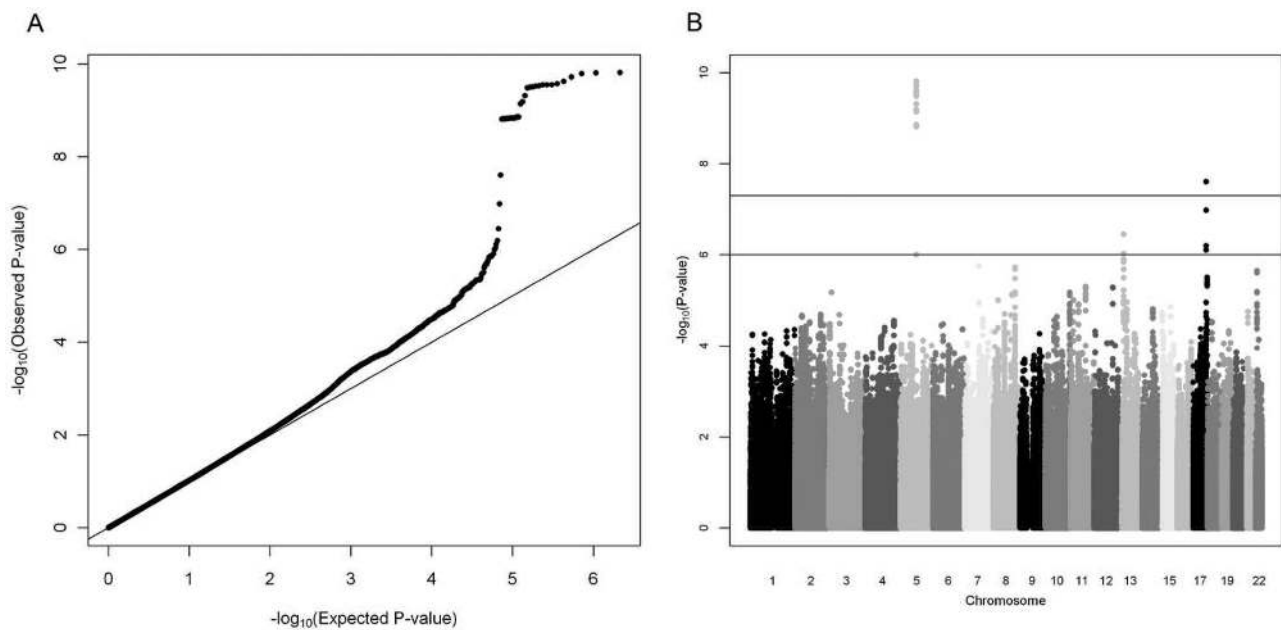 A
-log10(Observed P-value)
10
8
6
4
2
0
0 1 2 3 4 5 6
-log10(Expected P-value)
B
-log10(P-value)
10
8
6
4
2
0
1 2 3 4 5 6 7 8 9 10 11 12 13 15 17 19 22
Chromosome